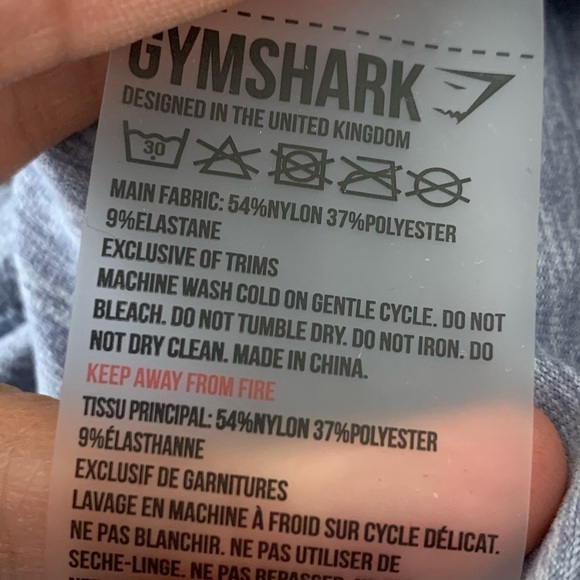 GYMSHARK
DESIGNED IN THE UNITED KINGDOM
30
MAIN FABRIC: 54%NYLON 37%POLYESTER
9%ELASTANE
EXCLUSIVE OF TRIMS
MACHINE WASH COLD ON GENTLE CYCLE. DO NOT
BLEACH. DO NOT TUMBLE DRY. DO NOT IRON. DO
NOT DRY CLEAN. MADE IN CHINA.
KEEP AWAY FROM FIRE
TISSU PRINCIPAL: 54%NYLON 37%POLYESTER
9%ÉLASTHANNE
EXCLUSIF DE GARNITURES
LAVAGE EN MACHINE À FROID SUR CYCLE DÉLICAT.
NE PAS BLANCHIR. NE PAS UTILISER DE
SECHE-LINGE. NE PAS REPASSER.